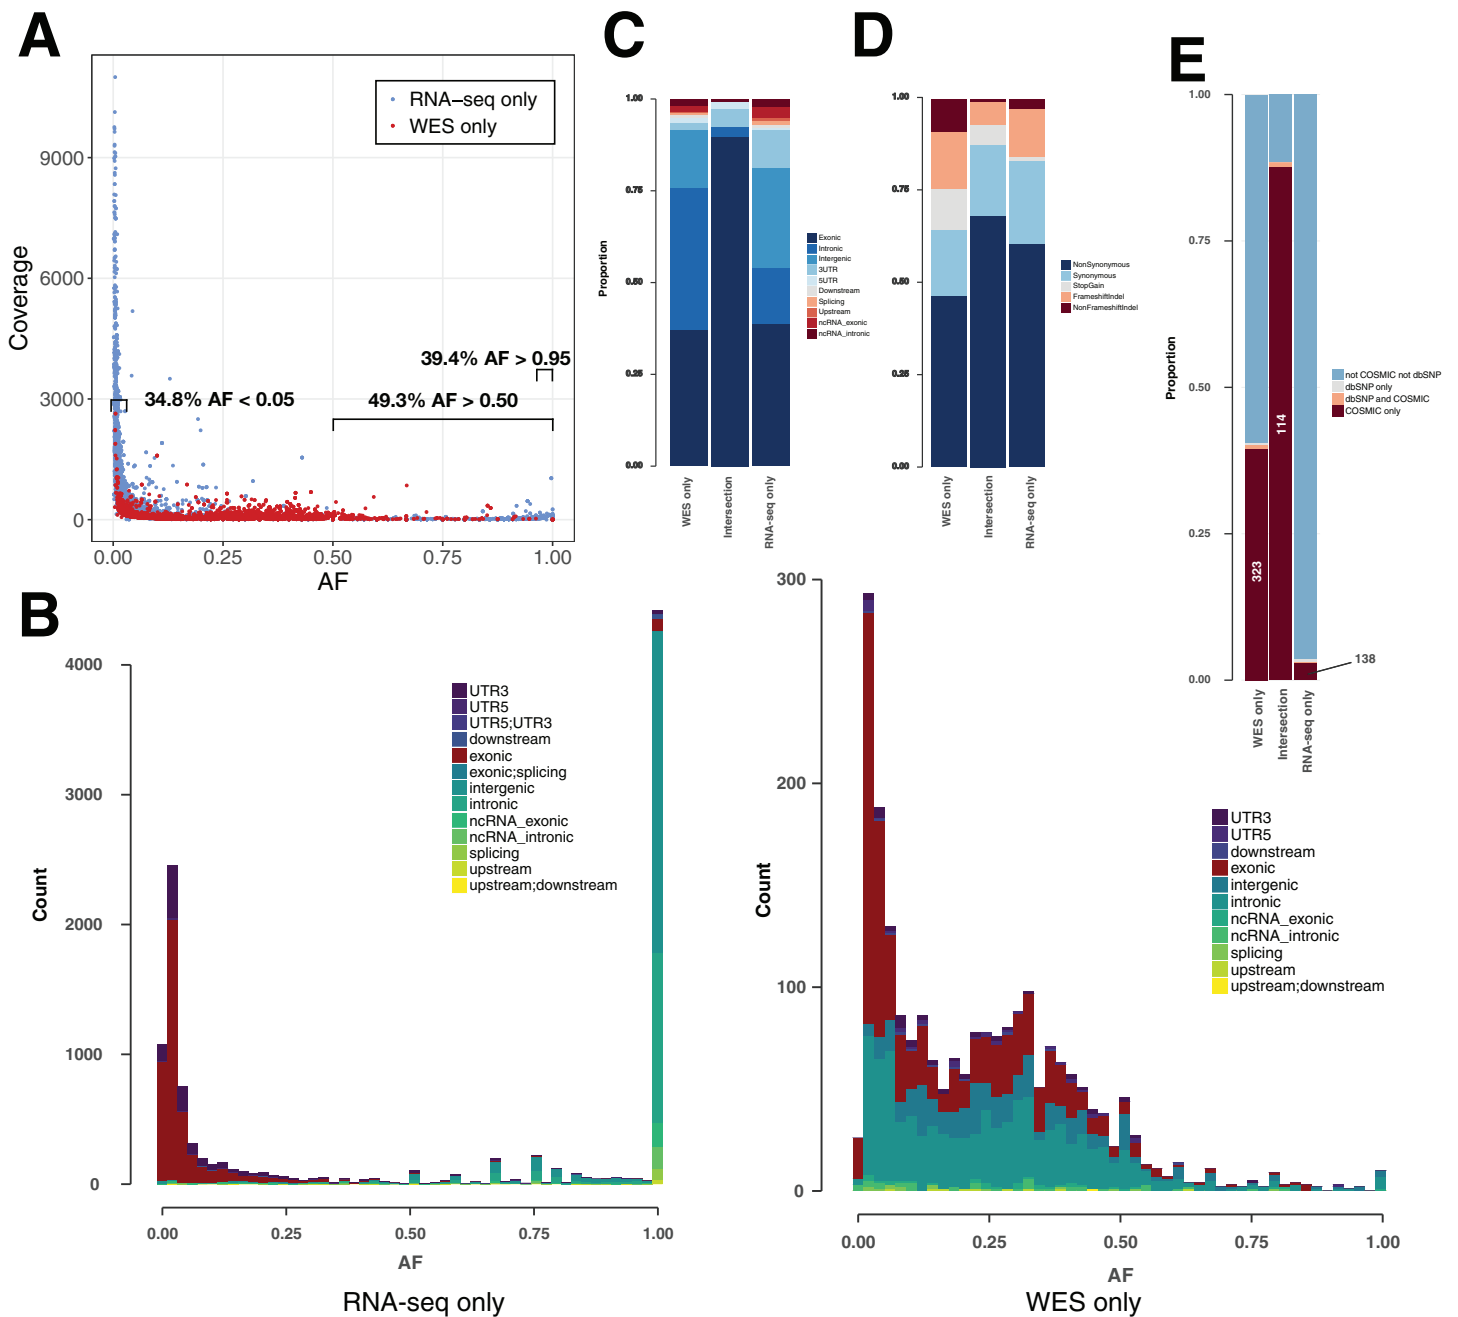 A
Coverage
9000
6000
3000
0
RNA–seq only
WES only
39.4% AF > 0.95
34.8% AF < 0.05
49.3% AF > 0.50
0.00 0.25 0.50 0.75 1.00
AF
C
Proportion
1.00
0.75
0.50
0.25
0.00
Exonic
Intronic
Intergenic
3UTR
5UTR
Downstream
Splicing
Upstream
ncRNA_exonic
ncRNA_intronic
WES only
Intersection
RNA-seq only
D
1.00
0.75
0.50
0.25
0.00
NonSynonymous
Synonymous
StopGain
FrameshiftIndel
NonFrameshiftIndel
WES only
Intersection
RNA-seq only
E
Proportion
1.00
0.75
0.50
0.25
0.00
323
114
138
not COSMIC not dbSNP
dbSNP only
dbSNP and COSMIC
COSMIC only
WES only
Intersection
RNA-seq only
B
Count
4000
3000
2000
1000
0
UTR3
UTR5
UTR5;UTR3
downstream
exonic
exonic;splicing
intergenic
intronic
ncRNA_exonic
ncRNA_intronic
splicing
upstream
upstream;downstream
0.00 0.25 0.50 0.75 1.00
AF
RNA-seq only
Count
300
200
100
0
UTR3
UTR5
downstream
exonic
intergenic
intronic
ncRNA_exonic
ncRNA_intronic
splicing
upstream
upstream;downstream
0.00 0.25 0.50 0.75 1.00
AF
WES only